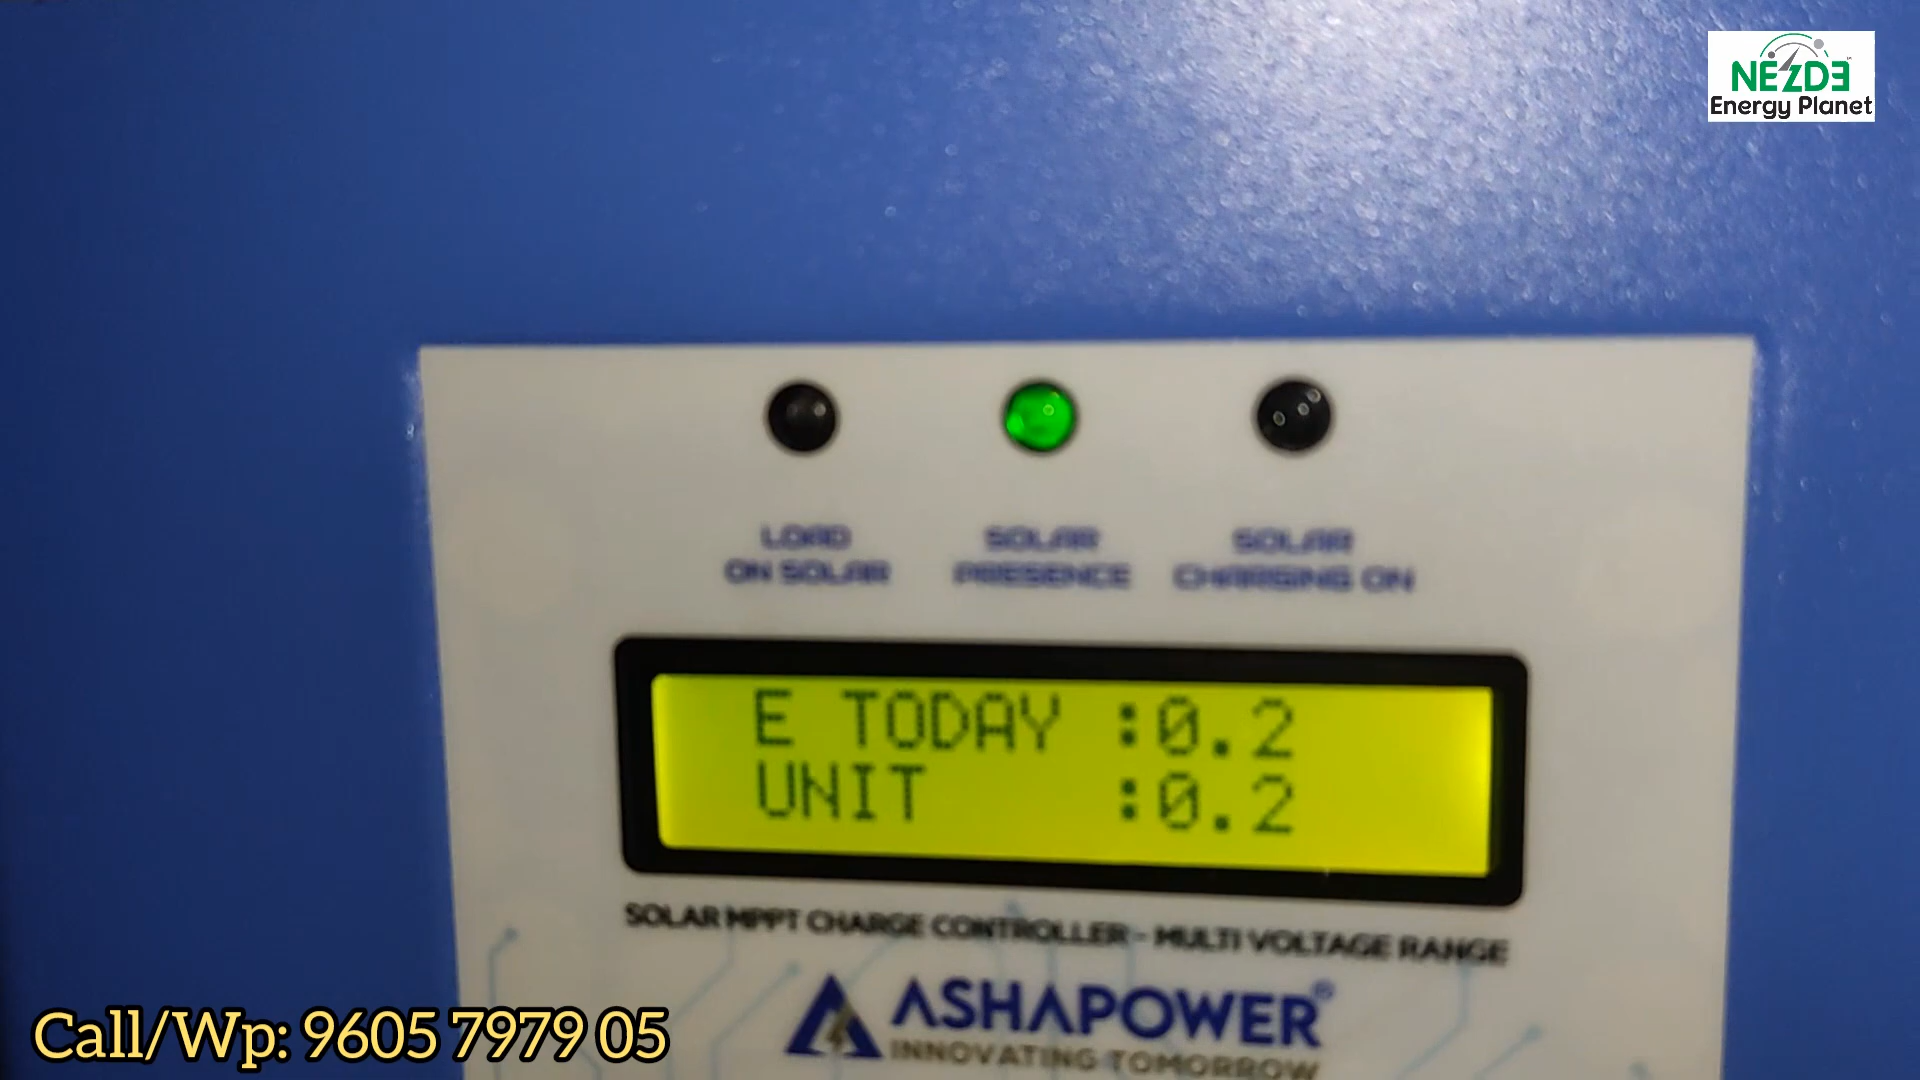 NEZDE
Energy Planet
LOAD
ON SOLAR
SOLAR
PRESENCE
SOLAR
CHARGING ON
E TODAY :0.2
UNIT :0.2
SOLAR MPPT CHARGE CONTROLLER - MULTI VOLTAGE RANGE
ASHAPOWER®
INNOVATING TOMORROW
Call/Wp: 9605 7979 05